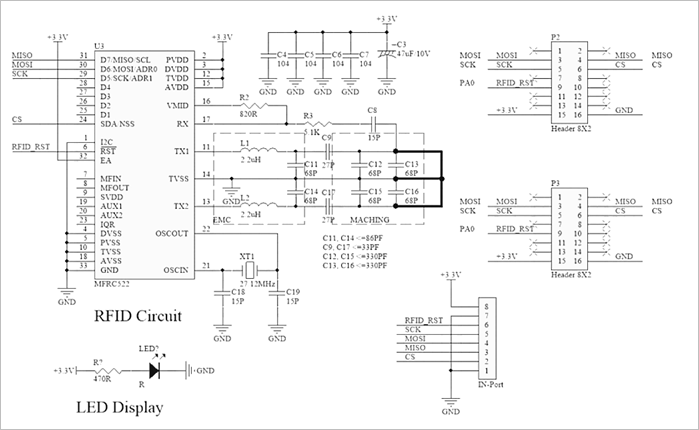 +3.3V
+3.3V
+3.3V
U3
MISO 31 D7-MISO/SCL PVDD 2
MOSI 30 D6-MOSI/ADR0 DVDD 3
SCK 29 D5-SCK-ADR1 TVDD 12
28 D4 AVDD 15
27 D3
26 D2 VMID 16
25 D1
CS 24 SDA NSS RX 17
1 I2C
RFID_RST 6 RST TX1 11
32 EA
7 MFIN TVSS 14
8 MFOUT
9 SVDD
19 AUX1 TX2 13
20 AUX2
23 IQR
4 DVSS OSCOUT 22
5 PVSS
10 TVSS
18 AVSS OSCIN 21
33 GND
MFRC522
GND
C4 104
C5 104
C6 104
C7 104
C3 47uF/10V
GND GND GND GND GND
R2 820R
R3 5.1K
C8 15P
L1 2.2uH
C9 27P
C11 68P
C12 68P
C13 68P
GND
C14 68P
C15 68P
C16 68P
L2 2.2uH
C17 27P
EMC
MACHING
C11, C14 <=86PF
C9, C17 <=33PF
C12, C15 <=330PF
C13, C16 <=330PF
XT1
27.12MHz
C18 15P
C19 15P
GND GND
RFID Circuit
+3.3V
R?
470R
LED?
R
GND
LED Display
P2
MOSI MOSI 1 2 MISO MISO
SCK SCK 3 4 CS CS
5 6
PA0 RFID_RST 7 8
9 10
11 12
13 14
+3.3V 15 16 GND
Header 8X2
P3
MOSI MOSI 1 2 MISO MISO
SCK SCK 3 4 CS CS
5 6
PA0 RFID_RST 7 8
9 10
11 12
13 14
+3.3V 15 16 GND
Header 8X2
+3.3V
8
7
RFID_RST 6
SCK 5
MOSI 4
MISO 3
CS 2
1
IN-Port
GND